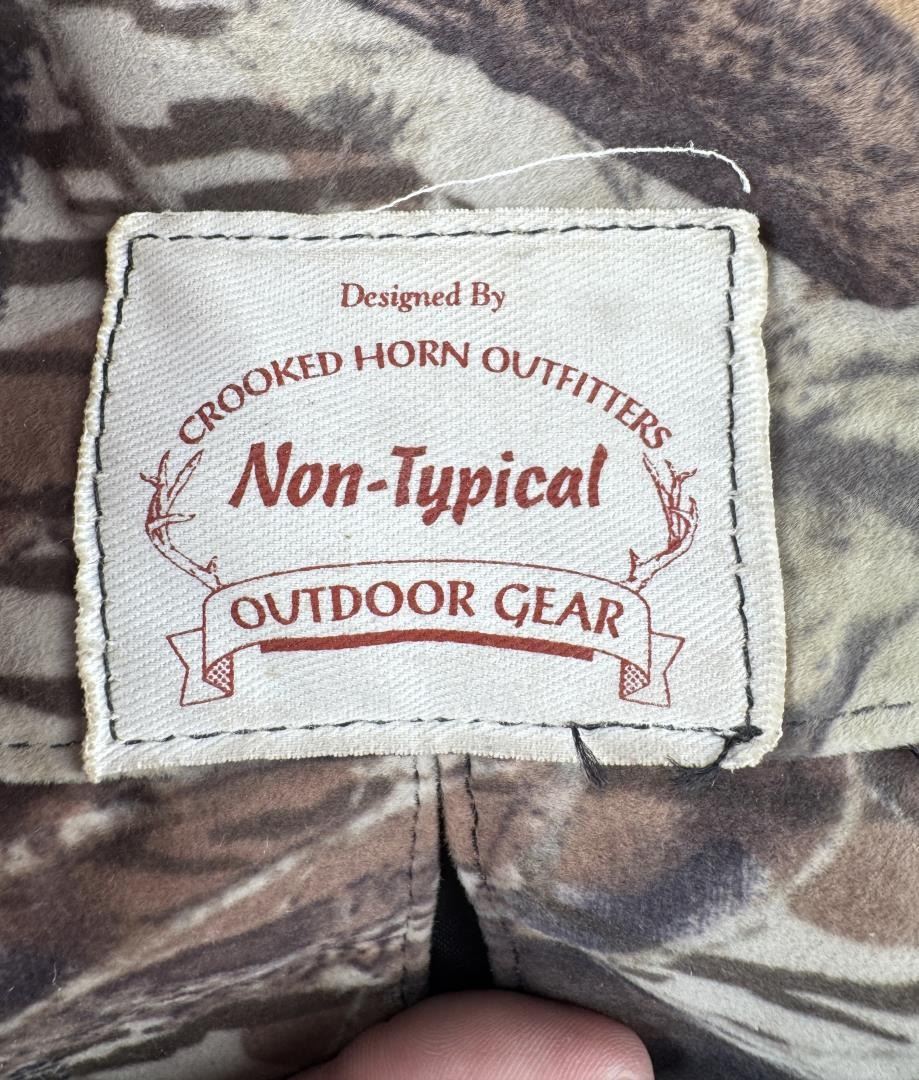 Designed By
CROOKED HORN OUTFITTERS
Non-Typical
OUTDOOR GEAR